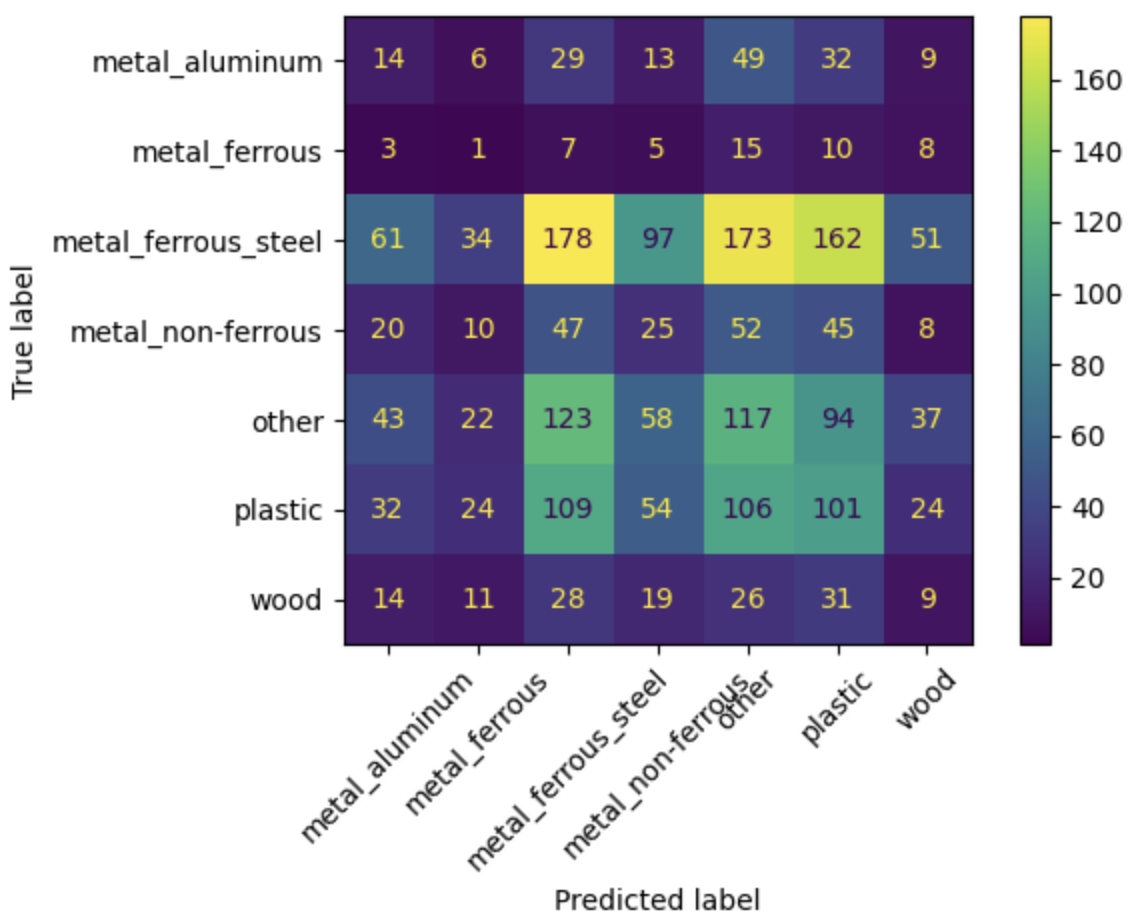 metal_aluminum 14 6 29 13 49 32 9
metal_ferrous 3 1 7 5 15 10 8
metal_ferrous_steel 61 34 178 97 173 162 51
metal_non-ferrous 20 10 47 25 52 45 8
other 43 22 123 58 117 94 37
plastic 32 24 109 54 106 101 24
wood 14 11 28 19 26 31 9
True label
metal_aluminum
metal_ferrous
metal_ferrous_steel
metal_non-ferrous
other
plastic
wood
Predicted label
160
140
120
100
80
60
40
20